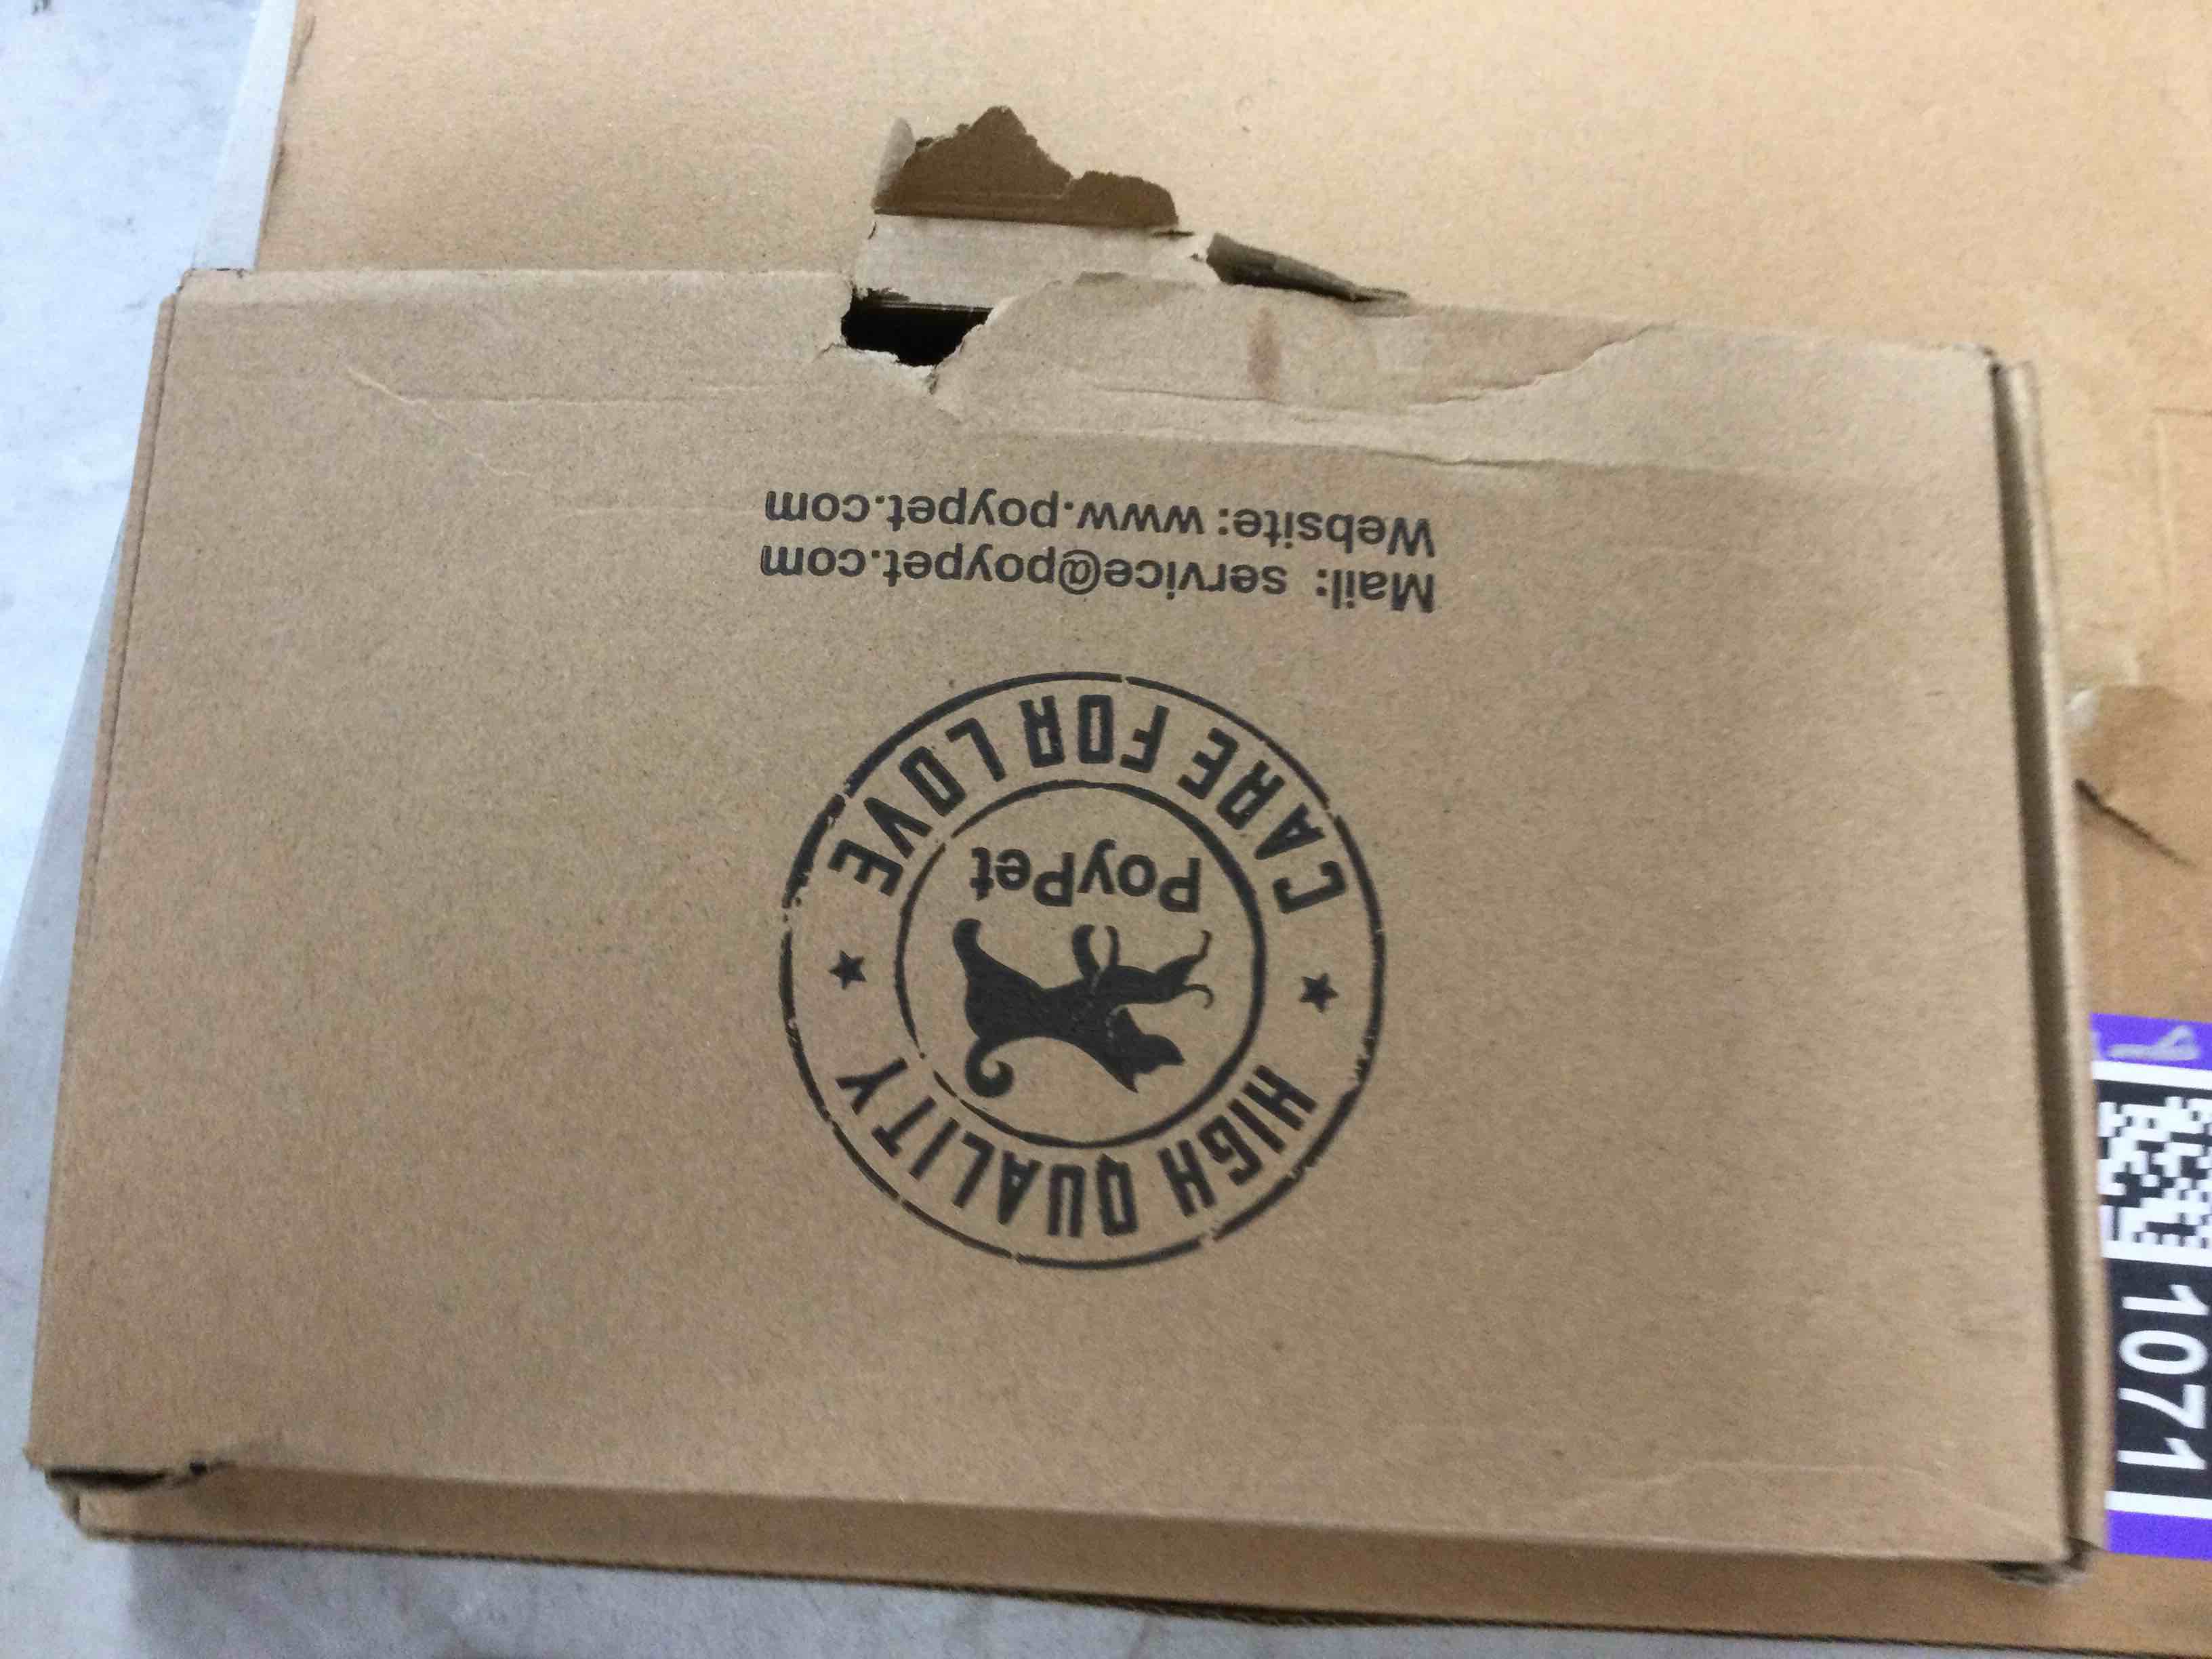 HIGH QUALITY
PoyPet
CARE FOR LOVE
Mail: service@poypet.com
Website: www.poypet.com
1071